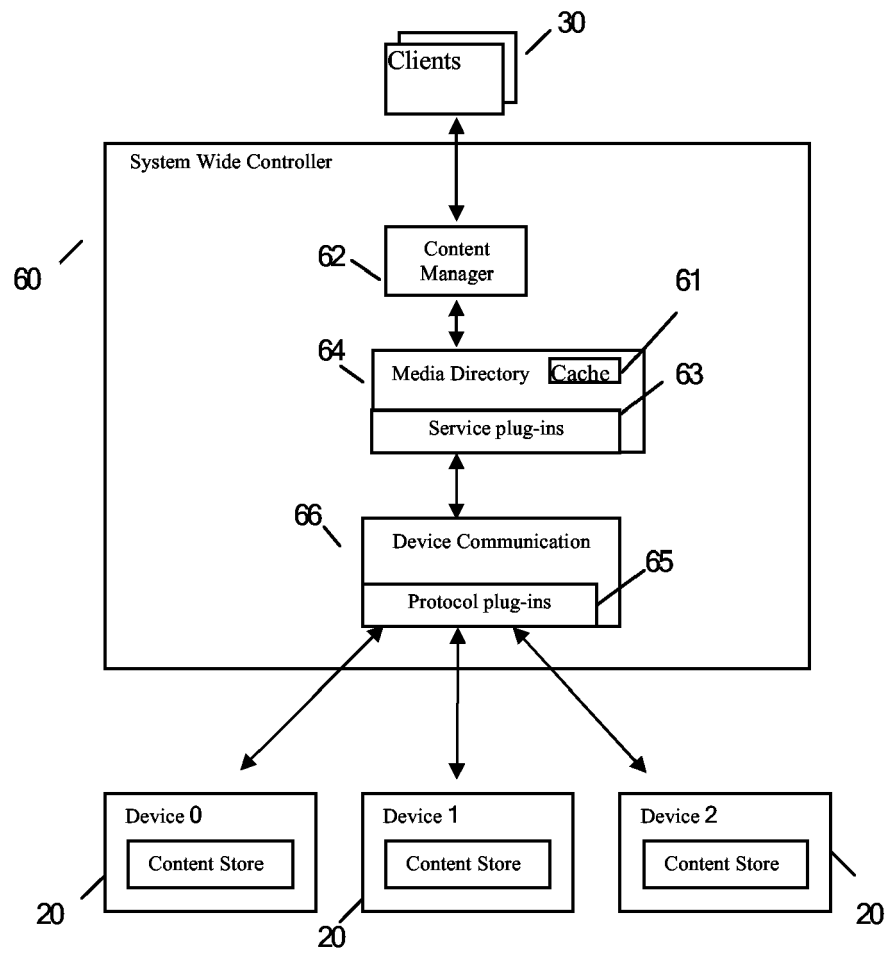 30
Clients
System Wide Controller
60
62
Content
Manager
61
64
Media Directory
Cache
63
Service plug-ins
66
Device Communication
65
Protocol plug-ins
Device 0
Content Store
20
Device 1
Content Store
20
Device 2
Content Store
20